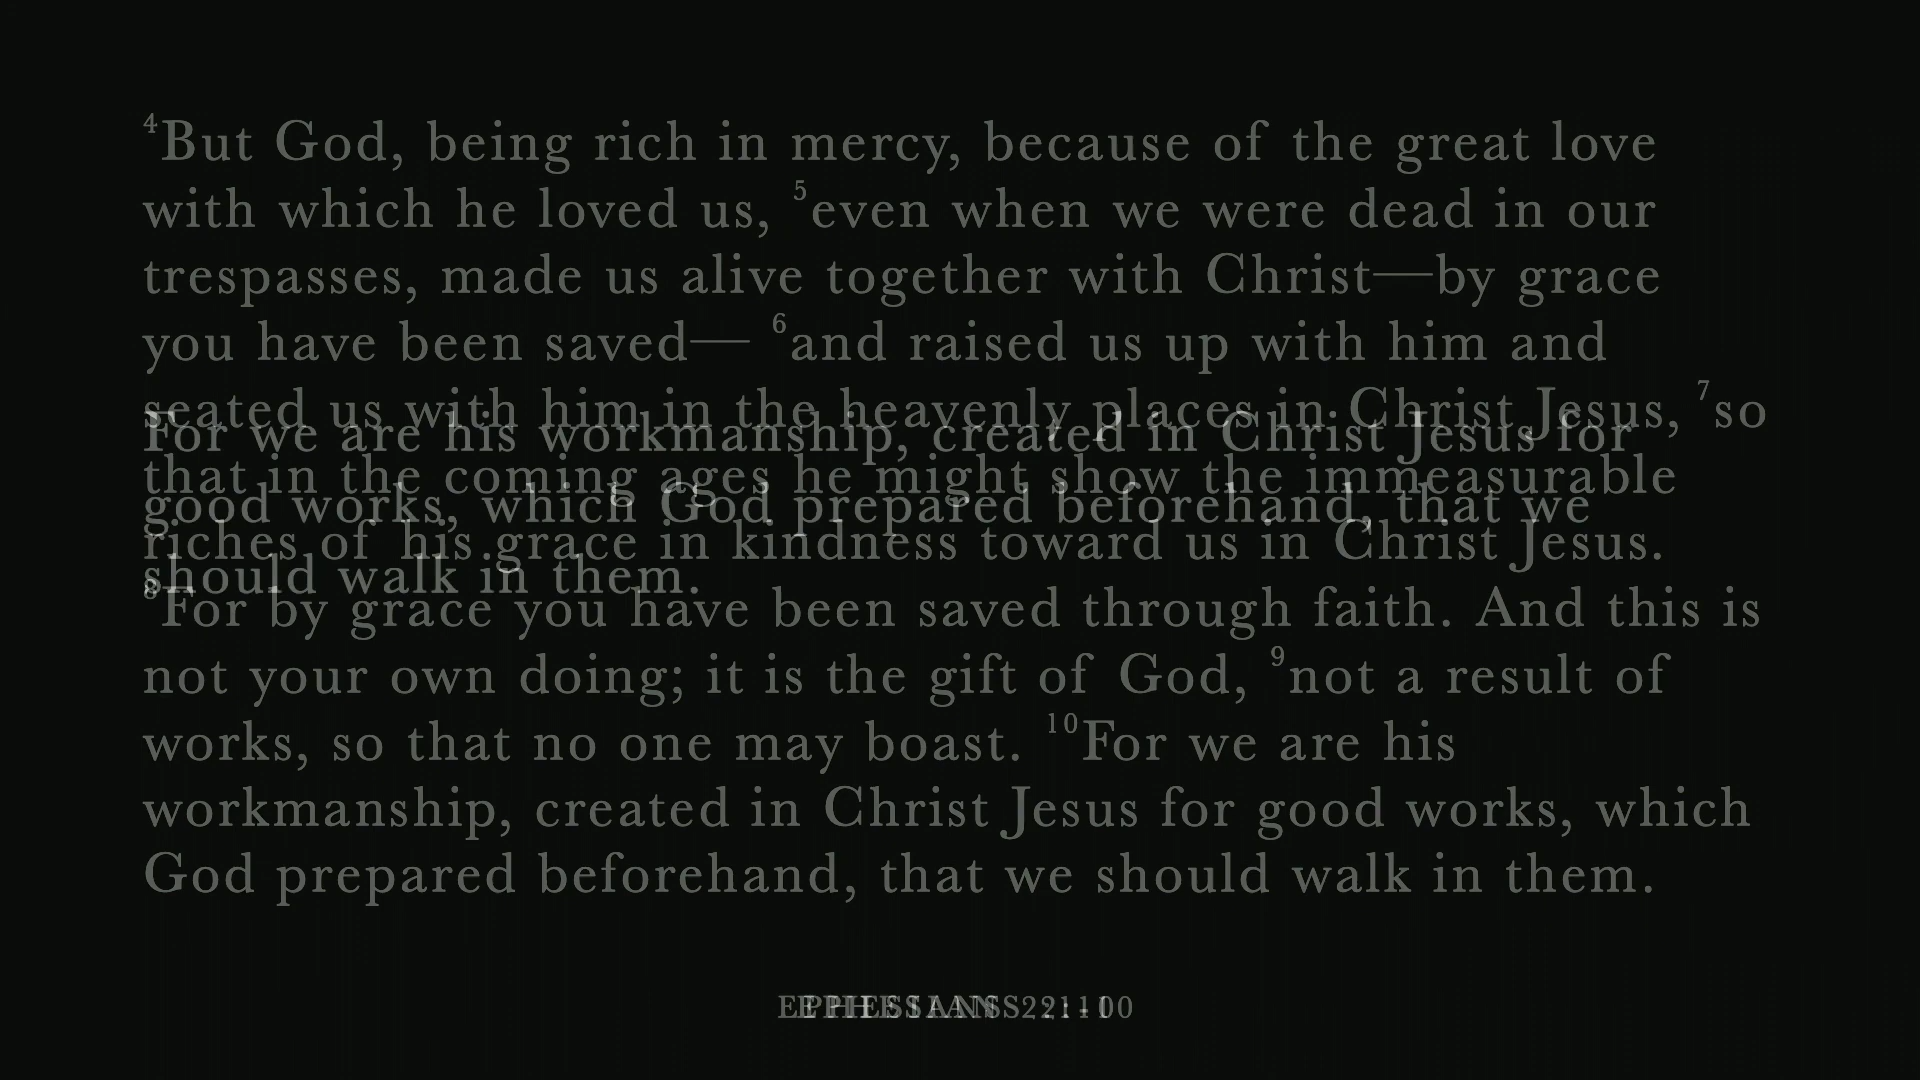 ⁴But God, being rich in mercy, because of the great love
with which he loved us, ⁵even when we were dead in our
trespasses, made us alive together with Christ—by grace
you have been saved— ⁶and raised us up with him and
seated us with him in the heavenly places in Christ Jesus, ⁷so
For we are his workmanship, created in Christ Jesus for
that in the coming ages he might show the immeasurable
good works, which God prepared beforehand, that we
riches of his grace in kindness toward us in Christ Jesus.
should walk in them.
⁸For by grace you have been saved through faith. And this is
not your own doing; it is the gift of God, ⁹not a result of
works, so that no one may boast. ¹⁰For we are his
workmanship, created in Christ Jesus for good works, which
God prepared beforehand, that we should walk in them.
EPHESIANS